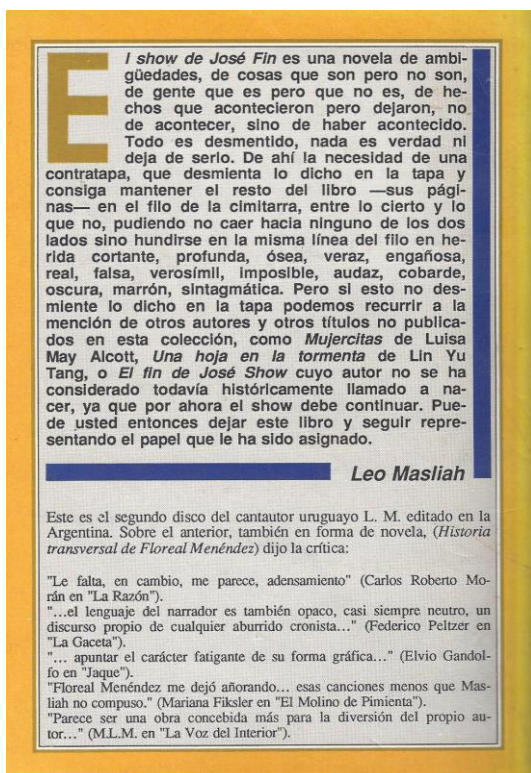 El show de José Fin es una novela de ambi-
güedades, de cosas que son pero no son,
de gente que es pero que no es, de he-
chos que acontecieron pero dejaron, no
de acontecer, sino de haber acontecido.
Todo es desmentido, nada es verdad ni
deja de serlo. De ahí la necesidad de una
contratapa, que desmienta lo dicho en la tapa y
consiga mantener el resto del libro —sus pági-
nas— en el filo de la cimitarra, entre lo cierto y lo
que no, pudiendo no caer hacia ninguno de los dos
lados sino hundirse en la misma línea del filo en he-
rida cortante, profunda, ósea, veraz, engañosa,
real, falsa, verosímil, imposible, audaz, cobarde,
oscura, marrón, sintagmática. Pero si esto no des-
miente lo dicho en la tapa podemos recurrir a la
mención de otros autores y otros títulos no publica-
dos en esta colección, como Mujercitas de Luisa
May Alcott, Una hoja en la tormenta de Lin Yu
Tang, o El fin de José Show cuyo autor no se ha
considerado todavía históricamente llamado a na-
cer, ya que por ahora el show debe continuar. Pue-
de usted entonces dejar este libro y seguir repre-
sentando el papel que le ha sido asignado.
Leo Masliah
Este es el segundo disco del cantautor uruguayo L. M. editado en la
Argentina. Sobre el anterior, también en forma de novela, (Historia
transversal de Floreal Menéndez) dijo la crítica:
"Le falta, en cambio, me parece, adensamiento" (Carlos Roberto Mo-
rán en "La Razón").
"...el lenguaje del narrador es también opaco, casi siempre neutro, un
discurso propio de cualquier aburrido cronista..." (Federico Peltzer en
"La Gaceta").
"... apuntar el carácter fatigante de su forma gráfica..." (Elvio Gandol-
fo en "Jaque").
"Floreal Menéndez me dejó añorando... esas canciones menos que Mas-
liah no compuso." (Mariana Fiksler en "El Molino de Pimienta").
"Parece ser una obra concebida más para la diversión del propio au-
tor..." (M.L.M. en "La Voz del Interior").